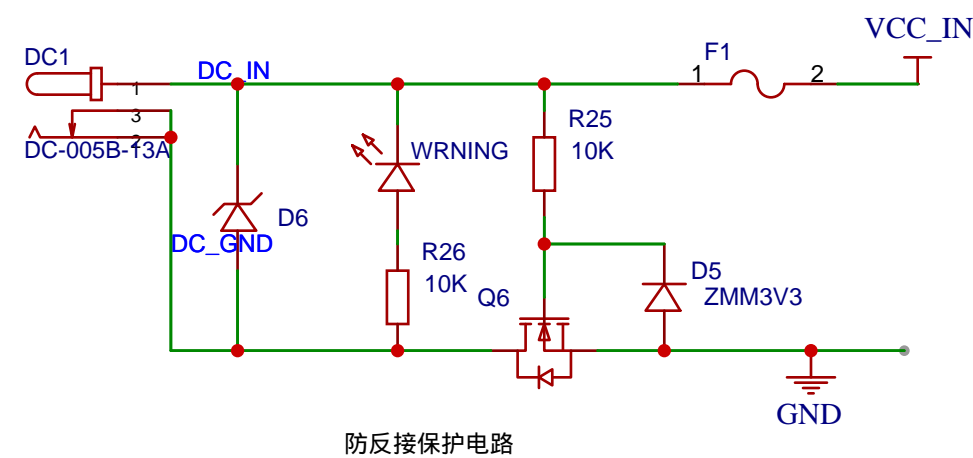 VCC_IN
DC1
DC_IN
F1
1
2
1
3
2
DC-005B-13A
WRNING
R25
10K
D6
DC_GND
R26
10K
Q6
D5
ZMM3V3
GND
防反接保护电路